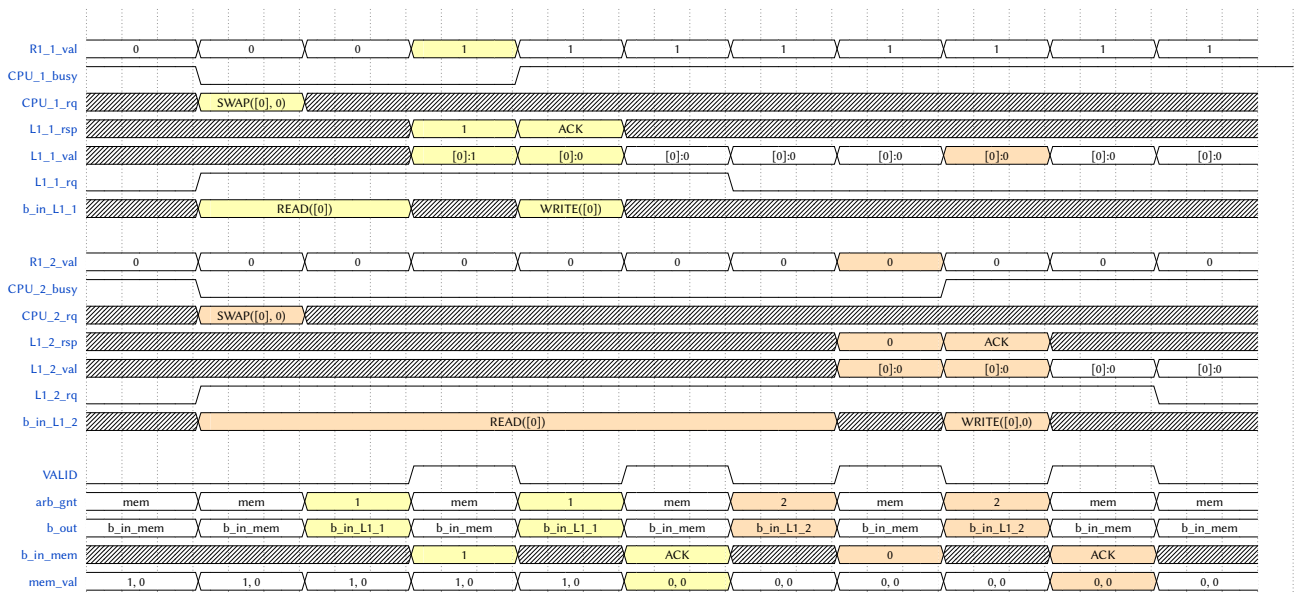 R1_1_val 0 0 0 1 1 1 1 1 1 1 1
CPU_1_busy
CPU_1_rq SWAP([0], 0)
L1_1_rsp 1 ACK
L1_1_val [0]:1 [0]:0 [0]:0 [0]:0 [0]:0 [0]:0 [0]:0 [0]:0
L1_1_rq
b_in_L1_1 READ([0]) WRITE([0])
R1_2_val 0 0 0 0 0 0 0 0 0 0 0
CPU_2_busy
CPU_2_rq SWAP([0], 0)
L1_2_rsp 0 ACK
L1_2_val [0]:0 [0]:0 [0]:0 [0]:0
L1_2_rq
b_in_L1_2 READ([0]) WRITE([0],0)
VALID
arb_gnt mem mem 1 mem 1 mem 2 mem 2 mem mem
b_out b_in_mem b_in_mem b_in_L1_1 b_in_mem b_in_L1_1 b_in_mem b_in_L1_2 b_in_mem b_in_L1_2 b_in_mem b_in_mem
b_in_mem 1 ACK 0 ACK
mem_val 1, 0 1, 0 1, 0 1, 0 1, 0 0, 0 0, 0 0, 0 0, 0 0, 0 0, 0